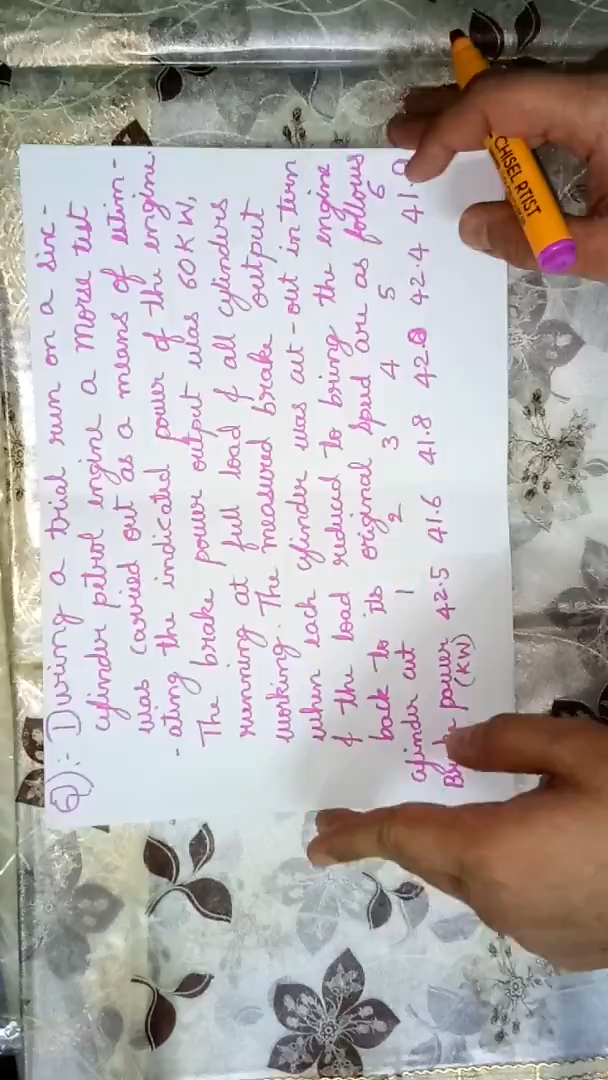 Q):- During a trial run on a six-
cylinder petrol engine a Morse test
was carried out as a means of estim-
-ating the indicated power of the engine.
The brake power output was 60 KW,
running at full load & all cylinders
working. The measured brake output
when each cylinder was cut-out in turn
& the load reduced to bring the engine
back to its original speed are as follows
cylinder cut 1 2 3 4 5 6
power 42.5 41.6 41.8 42.4
(KW)
CHISEL RTIST